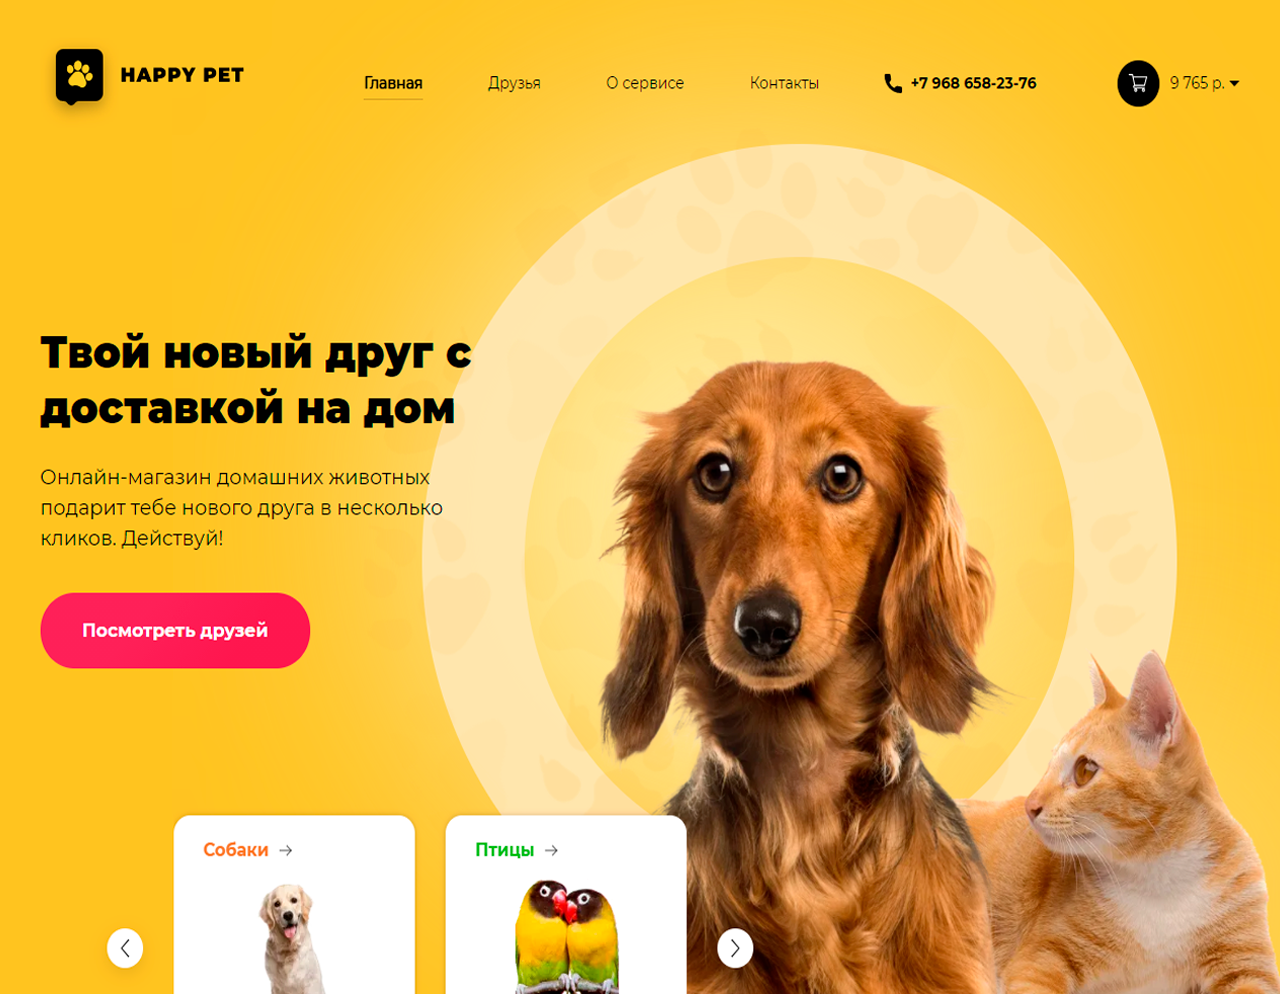 HAPPY PET
Главная
Друзья
О сервисе
Контакты
+7 968 658-23-76
9 765 р.
Твой новый друг с
доставкой на дом
Онлайн-магазин домашних животных
подарит тебе нового друга в несколько
кликов. Действуй!
Посмотреть друзей
Собаки
Птицы